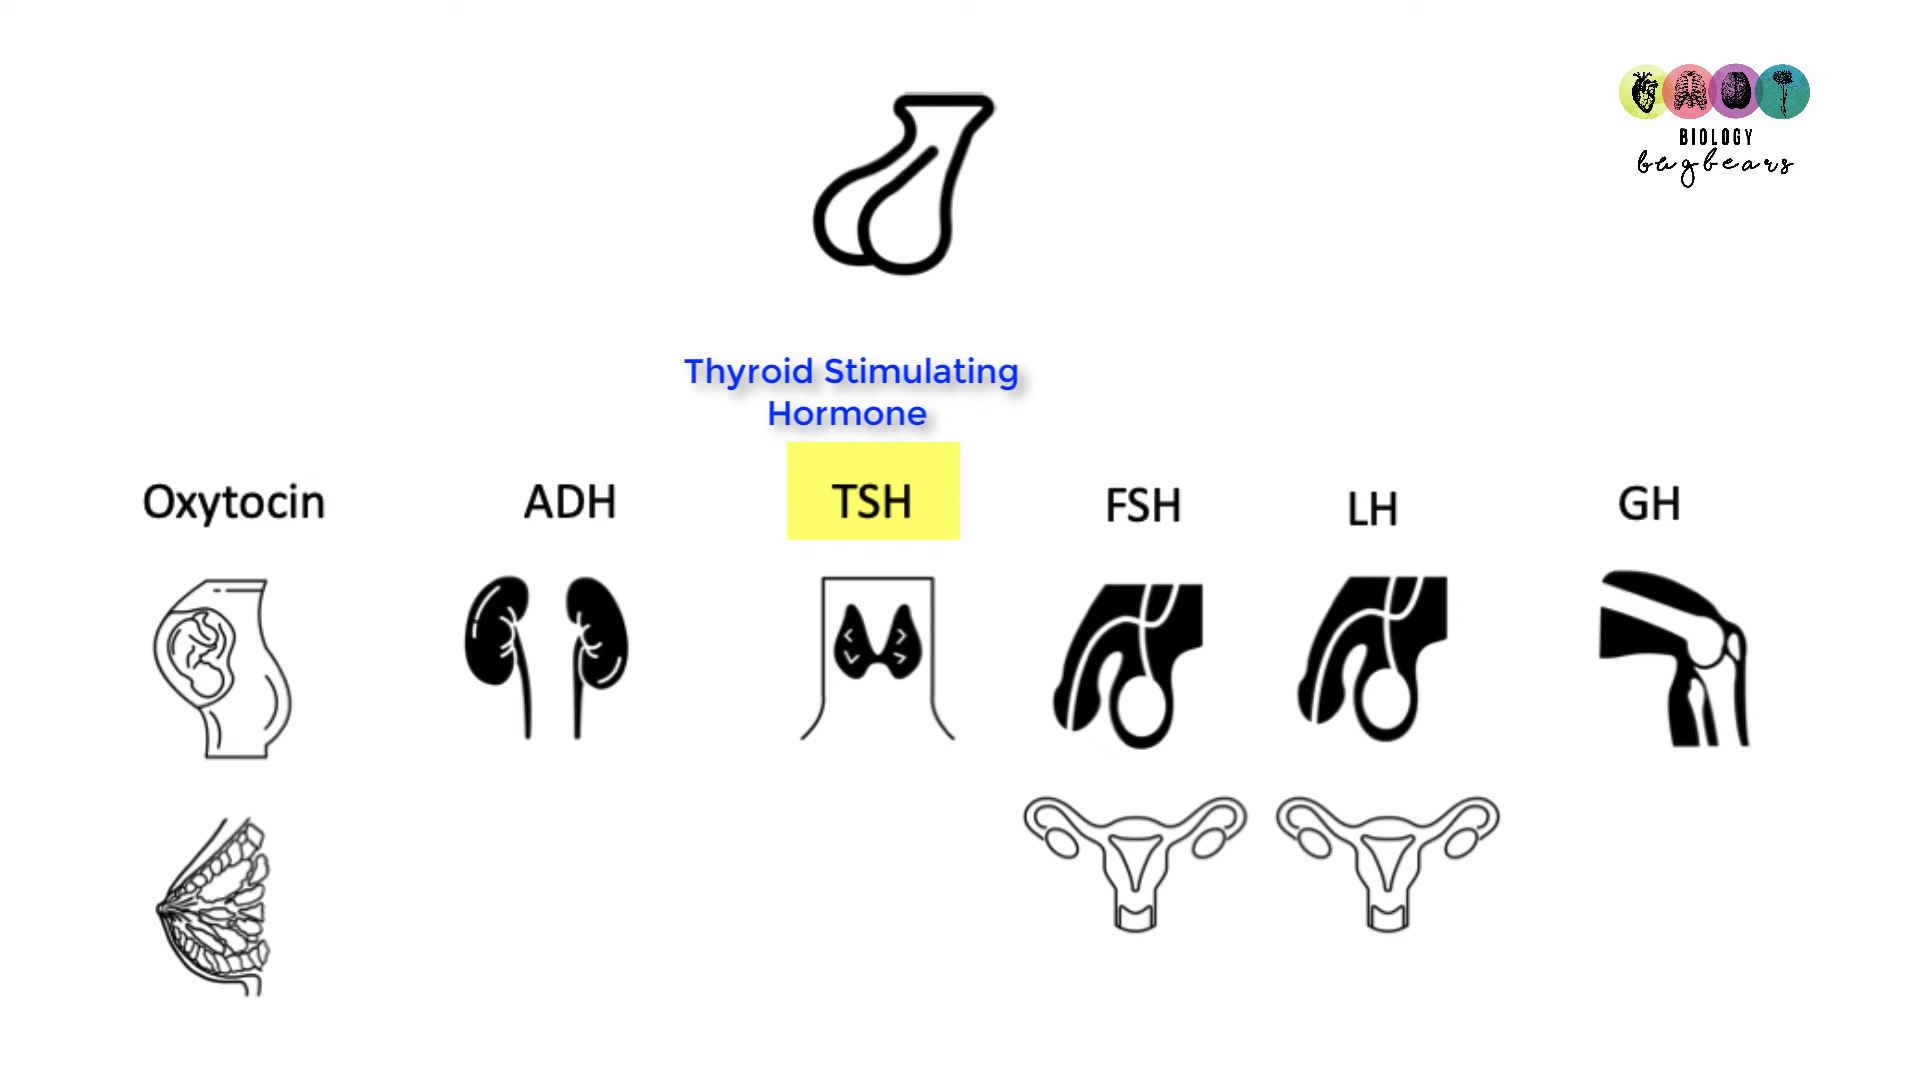 BIOLOGY
bugbears
Thyroid Stimulating
Hormone
Oxytocin ADH TSH FSH LH GH